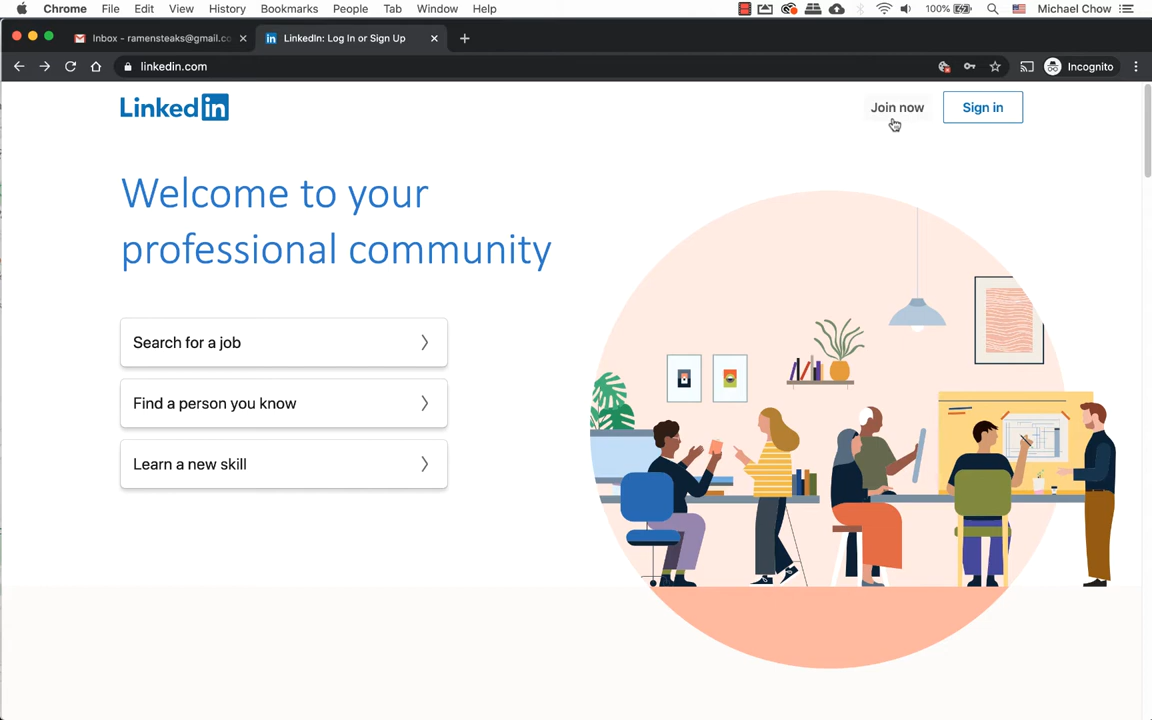 Chrome File Edit View History Bookmarks People Tab Window Help 100% Michael Chow
Inbox - ramensteaks@gmail.co LinkedIn: Log In or Sign Up
linkedin.com Incognito
Linkedin Join now Sign in
Welcome to your
professional community
Search for a job
Find a person you know
Learn a new skill